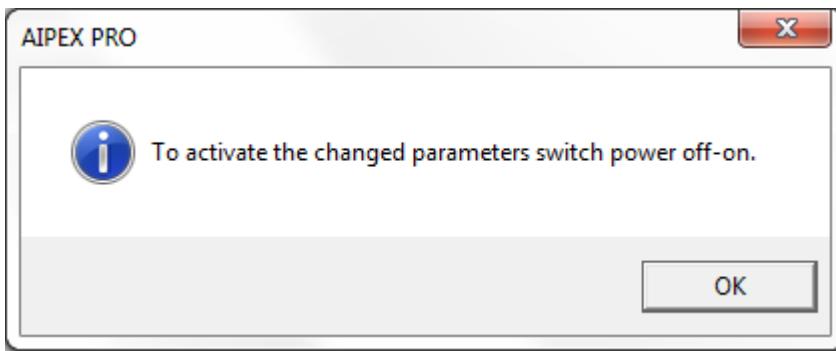 AIPEX PRO
To activate the changed parameters switch power off-on.
OK